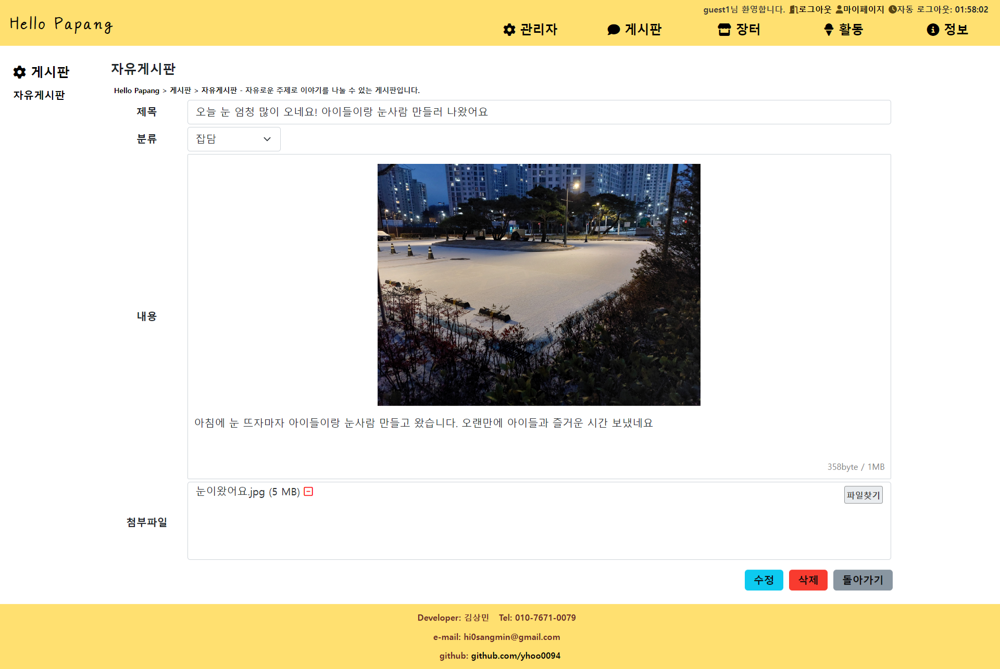 guest1님 환영합니다. 로그아웃 마이페이지 자동 로그아웃: 01:58:02
Hello Papang
관리자 게시판 장터 활동 정보
게시판
자유게시판
자유게시판
Hello Papang > 게시판 > 자유게시판 - 자유로운 주제로 이야기를 나눌 수 있는 게시판입니다.
제목 오늘 눈 엄청 많이 오네요! 아이들이랑 눈사람 만들러 나왔어요
분류 잡담
내용
아침에 눈 뜨자마자 아이들이랑 눈사람 만들고 왔습니다. 오랜만에 아이들과 즐거운 시간 보냈네요
358byte / 1MB
첨부파일
눈이왔어요.jpg (5 MB)
파일찾기
수정 삭제 돌아가기
Developer: 김상민 Tel: 010-7671-0079
e-mail: hi0sangmin@gmail.com
github: github.com/yhoo0094